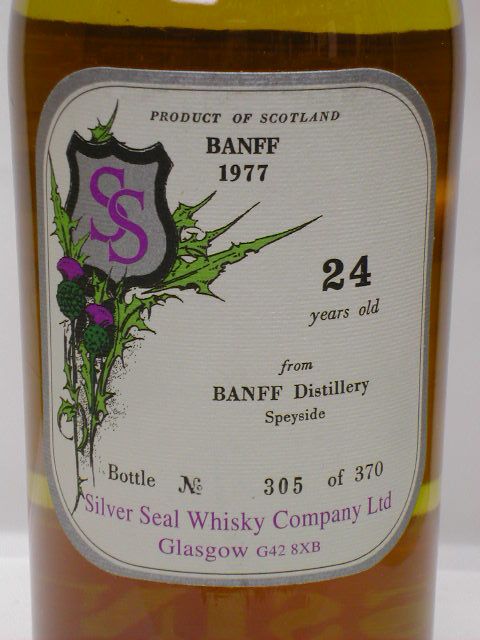 PRODUCT OF SCOTLAND
BANFF
1977
SS
24
years old
from
BANFF Distillery
Speyside
Bottle № 305 of 370
Silver Seal Whisky Company Ltd
Glasgow G42 8XB